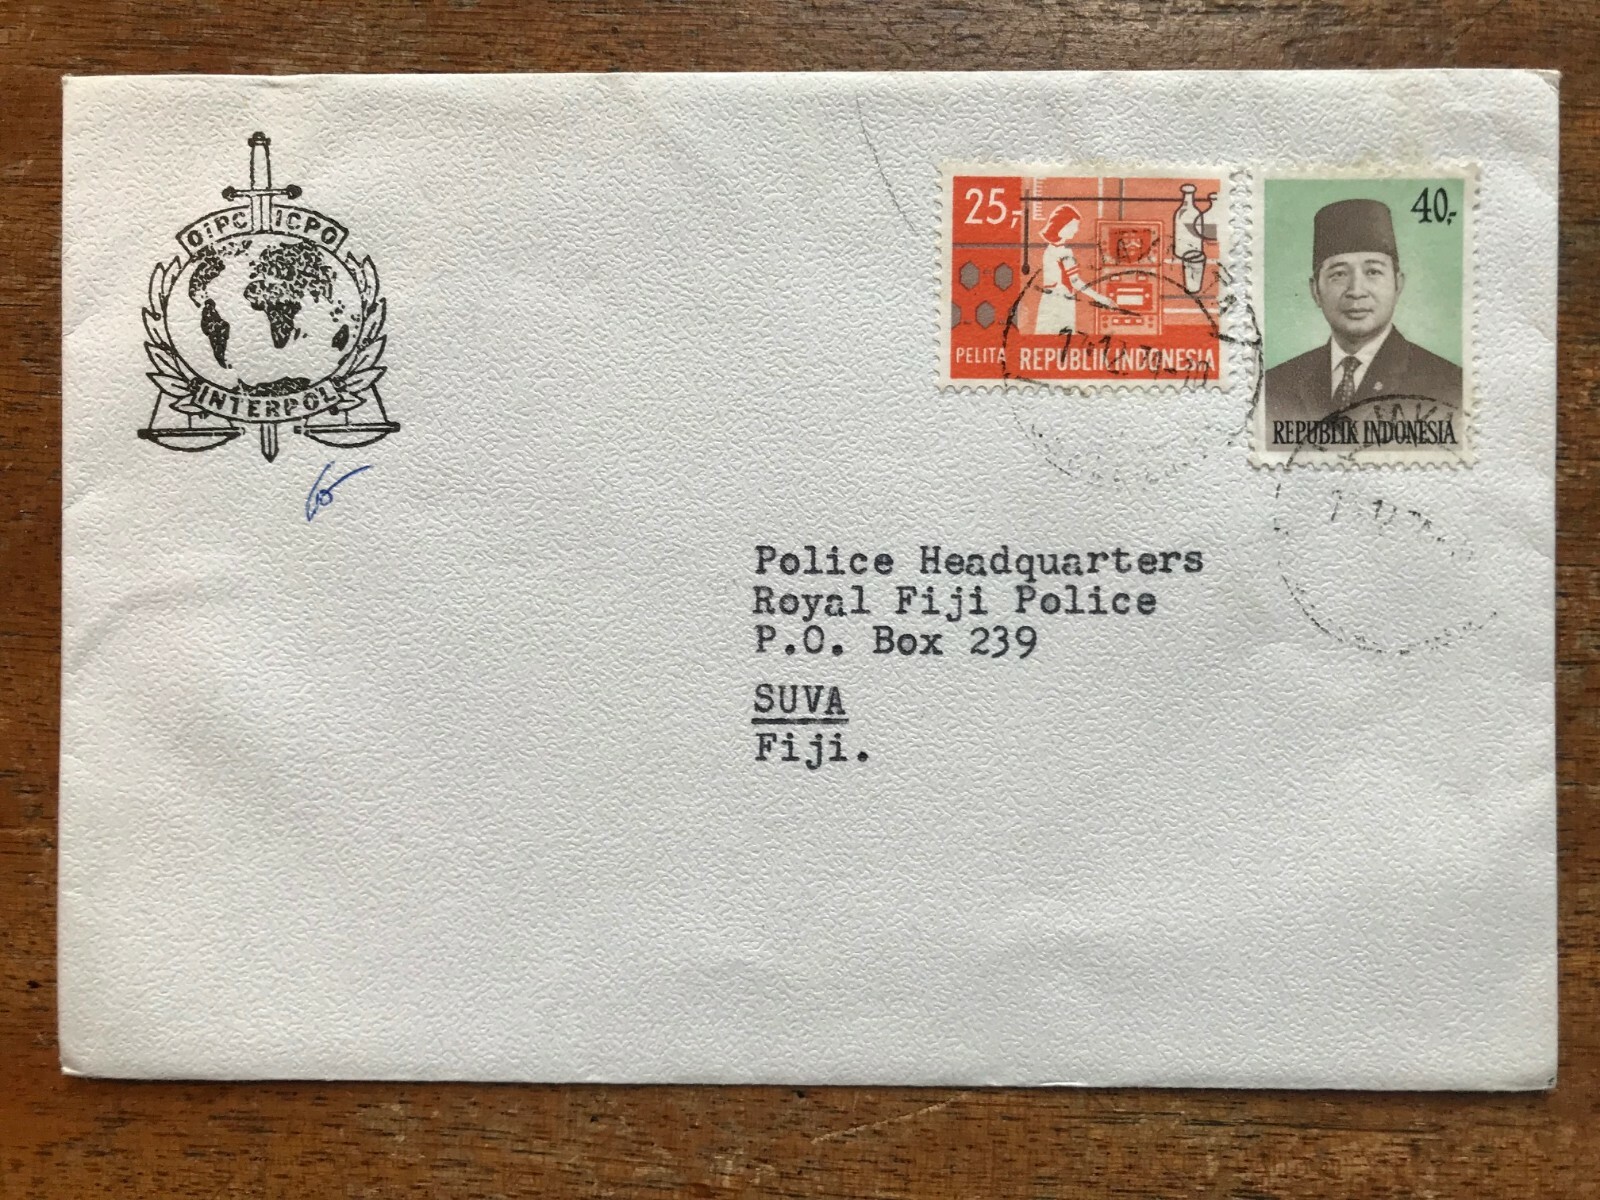 OIPC ICPO
INTERPOL
25,-
PELITA REPUBLIK INDONESIA
40,-
REPUBLIK INDONESIA
Police Headquarters
Royal Fiji Police
P.O. Box 239
SUVA
Fiji.